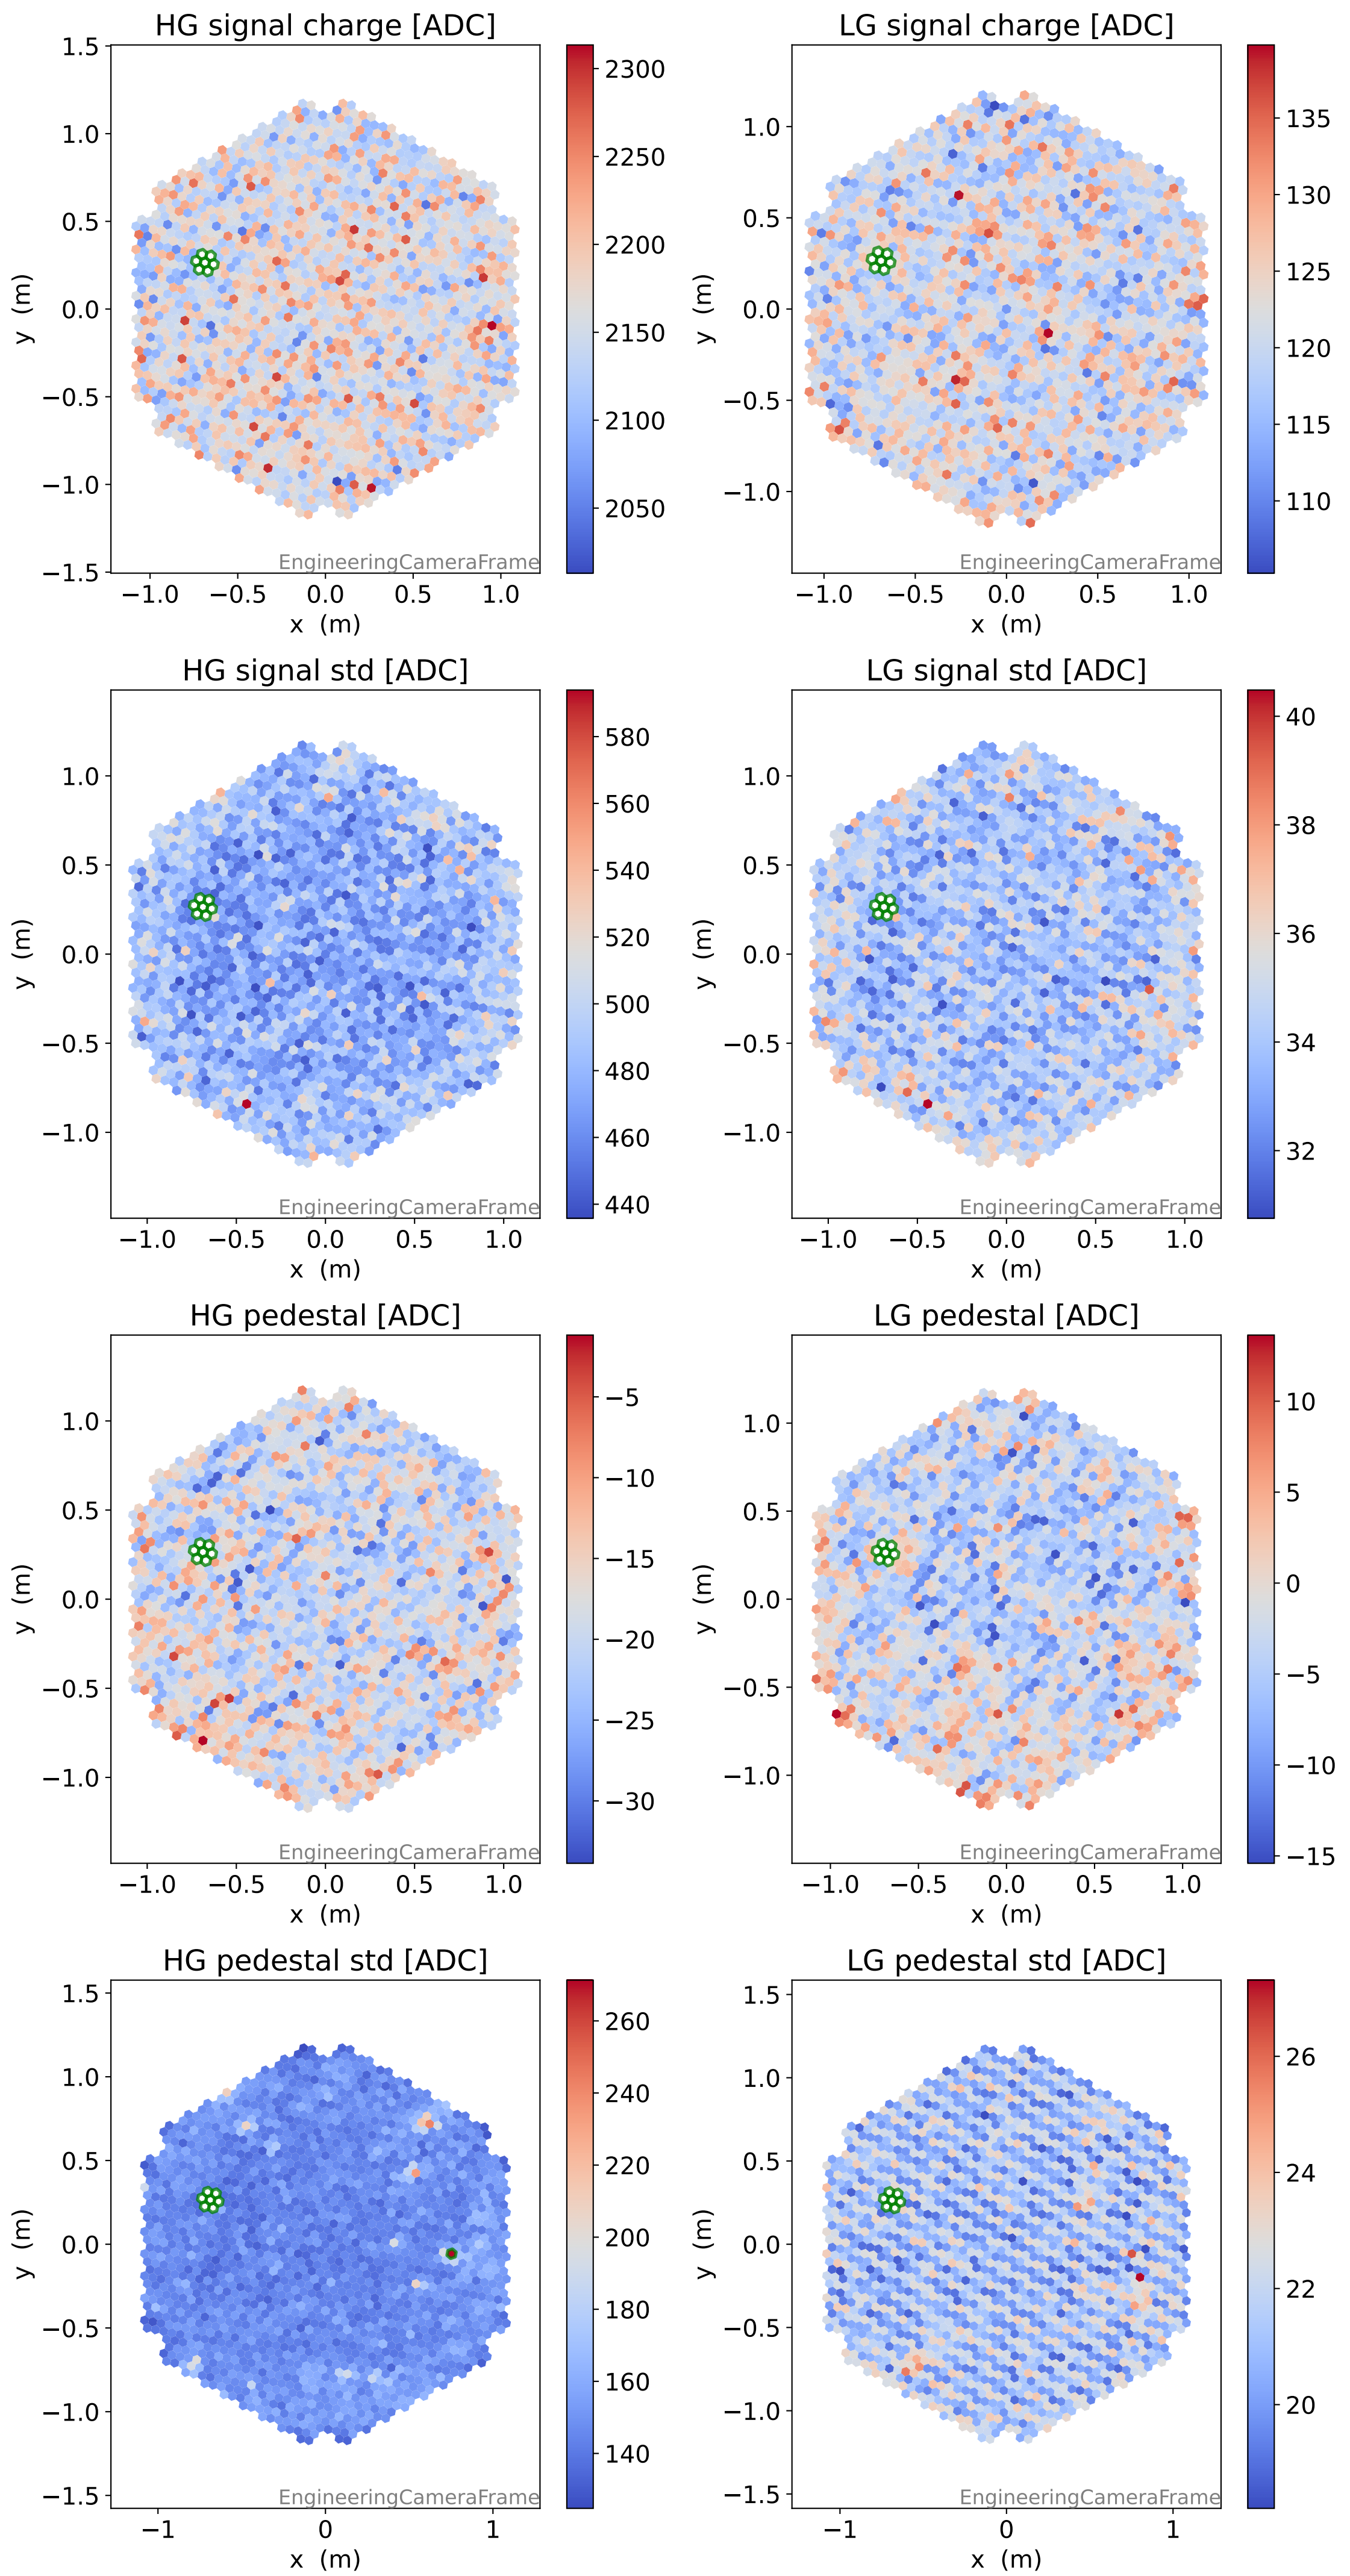 HG signal charge [ADC]
1.5
1.0
0.5
0.0
−0.5
−1.0
−1.5
y (m)
−1.0 −0.5 0.0 0.5 1.0
x (m)
EngineeringCameraFrame
2300
2250
2200
2150
2100
2050
LG signal charge [ADC]
1.0
0.5
0.0
−0.5
−1.0
y (m)
−1.0 −0.5 0.0 0.5 1.0
x (m)
EngineeringCameraFrame
135
130
125
120
115
110
HG signal std [ADC]
1.0
0.5
0.0
−0.5
−1.0
y (m)
−1.0 −0.5 0.0 0.5 1.0
x (m)
EngineeringCameraFrame
580
560
540
520
500
480
460
440
LG signal std [ADC]
1.0
0.5
0.0
−0.5
−1.0
y (m)
−1.0 −0.5 0.0 0.5 1.0
x (m)
EngineeringCameraFrame
40
38
36
34
32
HG pedestal [ADC]
1.0
0.5
0.0
−0.5
−1.0
y (m)
−1.0 −0.5 0.0 0.5 1.0
x (m)
EngineeringCameraFrame
−5
−10
−15
−20
−25
−30
LG pedestal [ADC]
1.0
0.5
0.0
−0.5
−1.0
y (m)
−1.0 −0.5 0.0 0.5 1.0
x (m)
EngineeringCameraFrame
10
5
0
−5
−10
−15
HG pedestal std [ADC]
1.5
1.0
0.5
0.0
−0.5
−1.0
−1.5
y (m)
−1 0 1
x (m)
EngineeringCameraFrame
260
240
220
200
180
160
140
LG pedestal std [ADC]
1.5
1.0
0.5
0.0
−0.5
−1.0
−1.5
y (m)
−1 0 1
x (m)
EngineeringCameraFrame
26
24
22
20